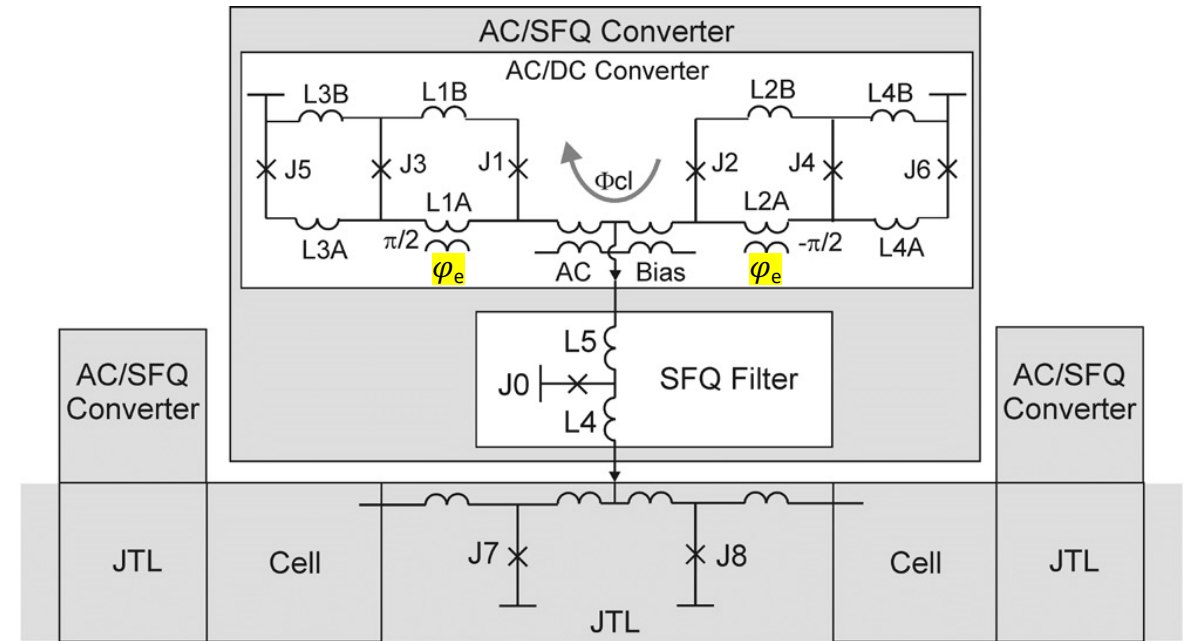 AC/SFQ Converter
AC/DC Converter
L3B
L1B
L2B
L4B
J5
J3
J1
Φcl
J2
J4
J6
L1A
L2A
L3A
π/2
-π/2
L4A
φe
AC
Bias
φe
L5
J0
SFQ Filter
L4
AC/SFQ
Converter
AC/SFQ
Converter
JTL
Cell
J7
J8
Cell
JTL
JTL